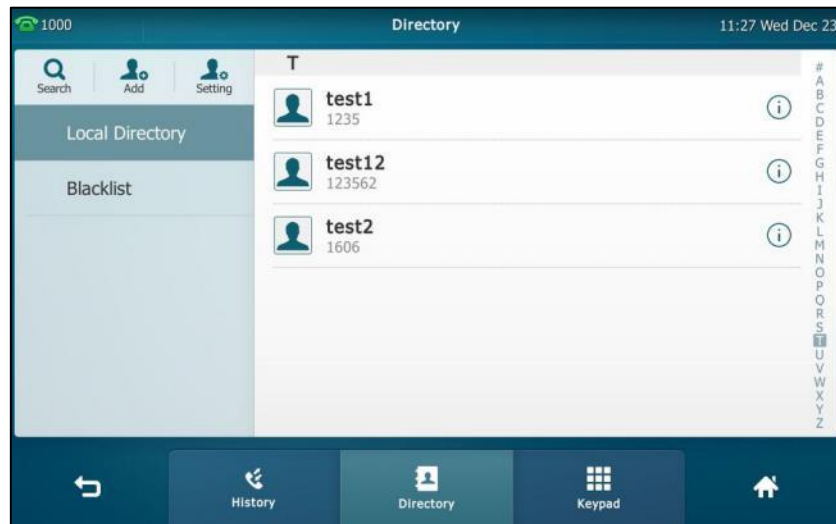 1000
Directory
11:27 Wed Dec 23
Search
Add
Setting
Local Directory
Blacklist
T
test1
1235
test12
123562
test2
1606
#
A
B
C
D
E
F
G
H
I
J
K
L
M
N
O
P
Q
R
S
T
U
V
W
X
Y
Z
History
Directory
Keypad